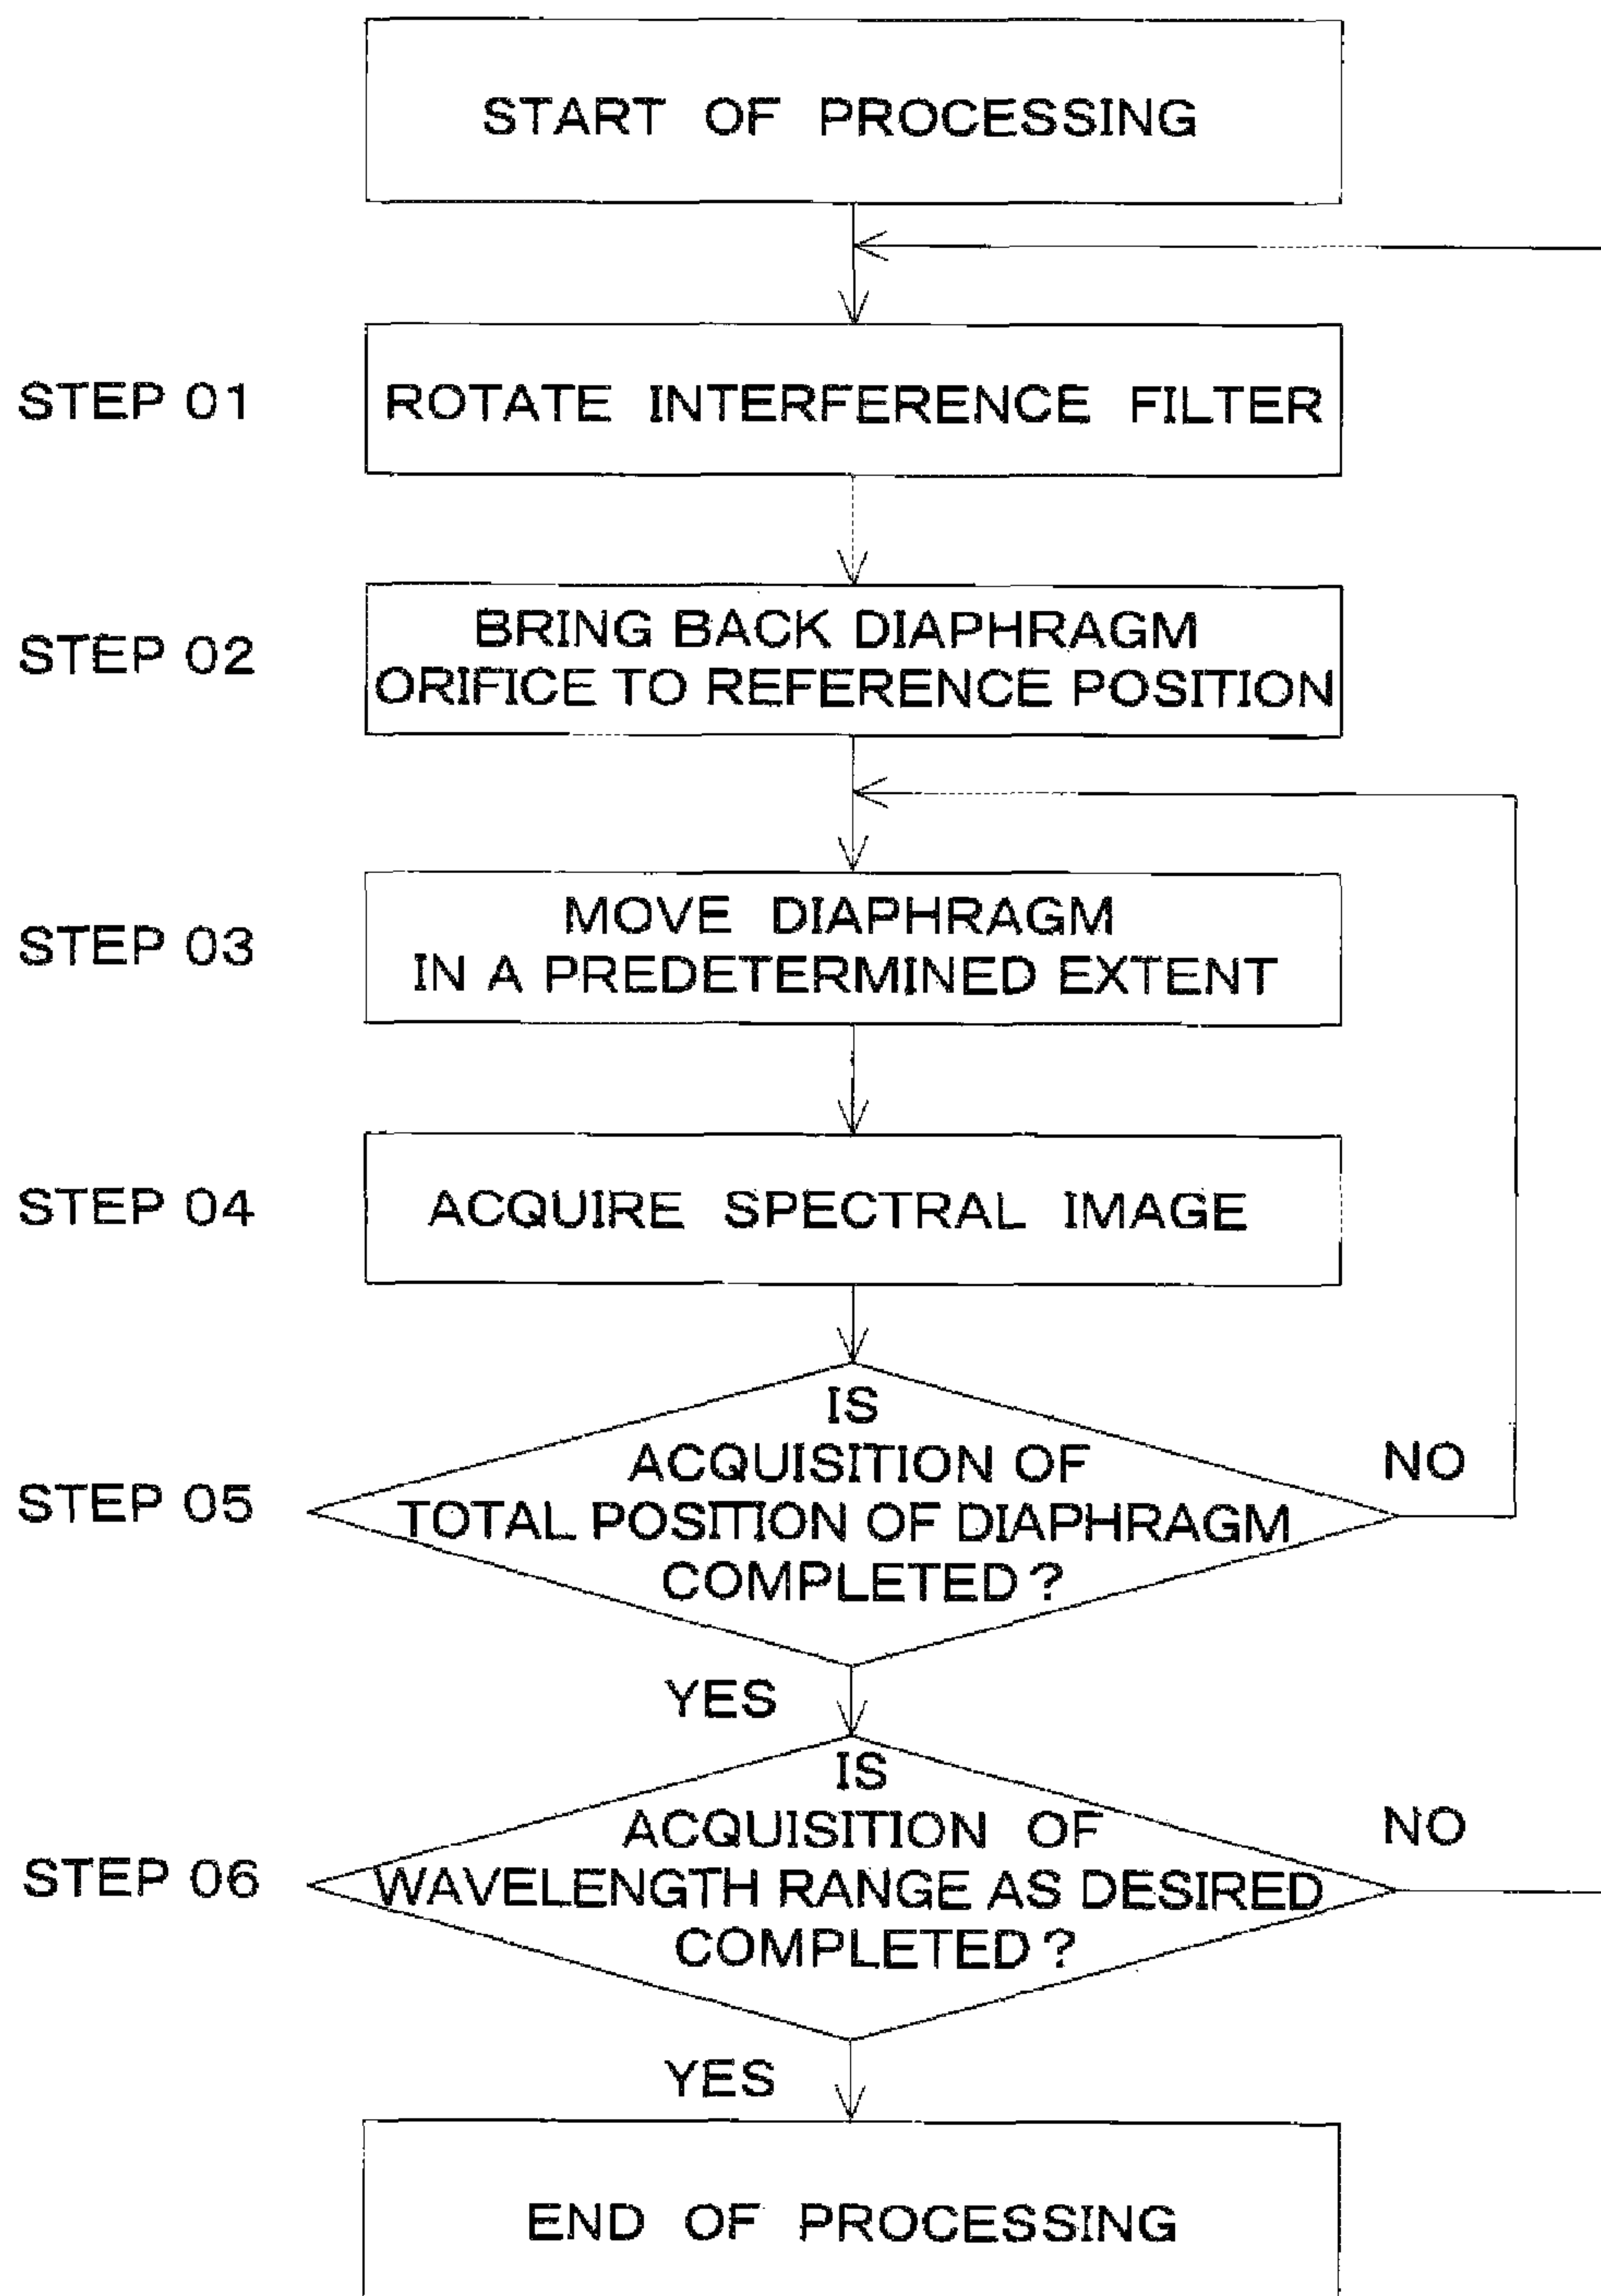 START OF PROCESSING
STEP 01
ROTATE INTERFERENCE FILTER
STEP 02
BRING BACK DIAPHRAGM
ORIFICE TO REFERENCE POSITION
STEP 03
MOVE DIAPHRAGM
IN A PREDETERMINED EXTENT
STEP 04
ACQUIRE SPECTRAL IMAGE
STEP 05
IS
ACQUISITION OF
TOTAL POSITION OF DIAPHRAGM
COMPLETED ?
NO
YES
STEP 06
IS
ACQUISITION OF
WAVELENGTH RANGE AS DESIRED
COMPLETED ?
NO
YES
END OF PROCESSING